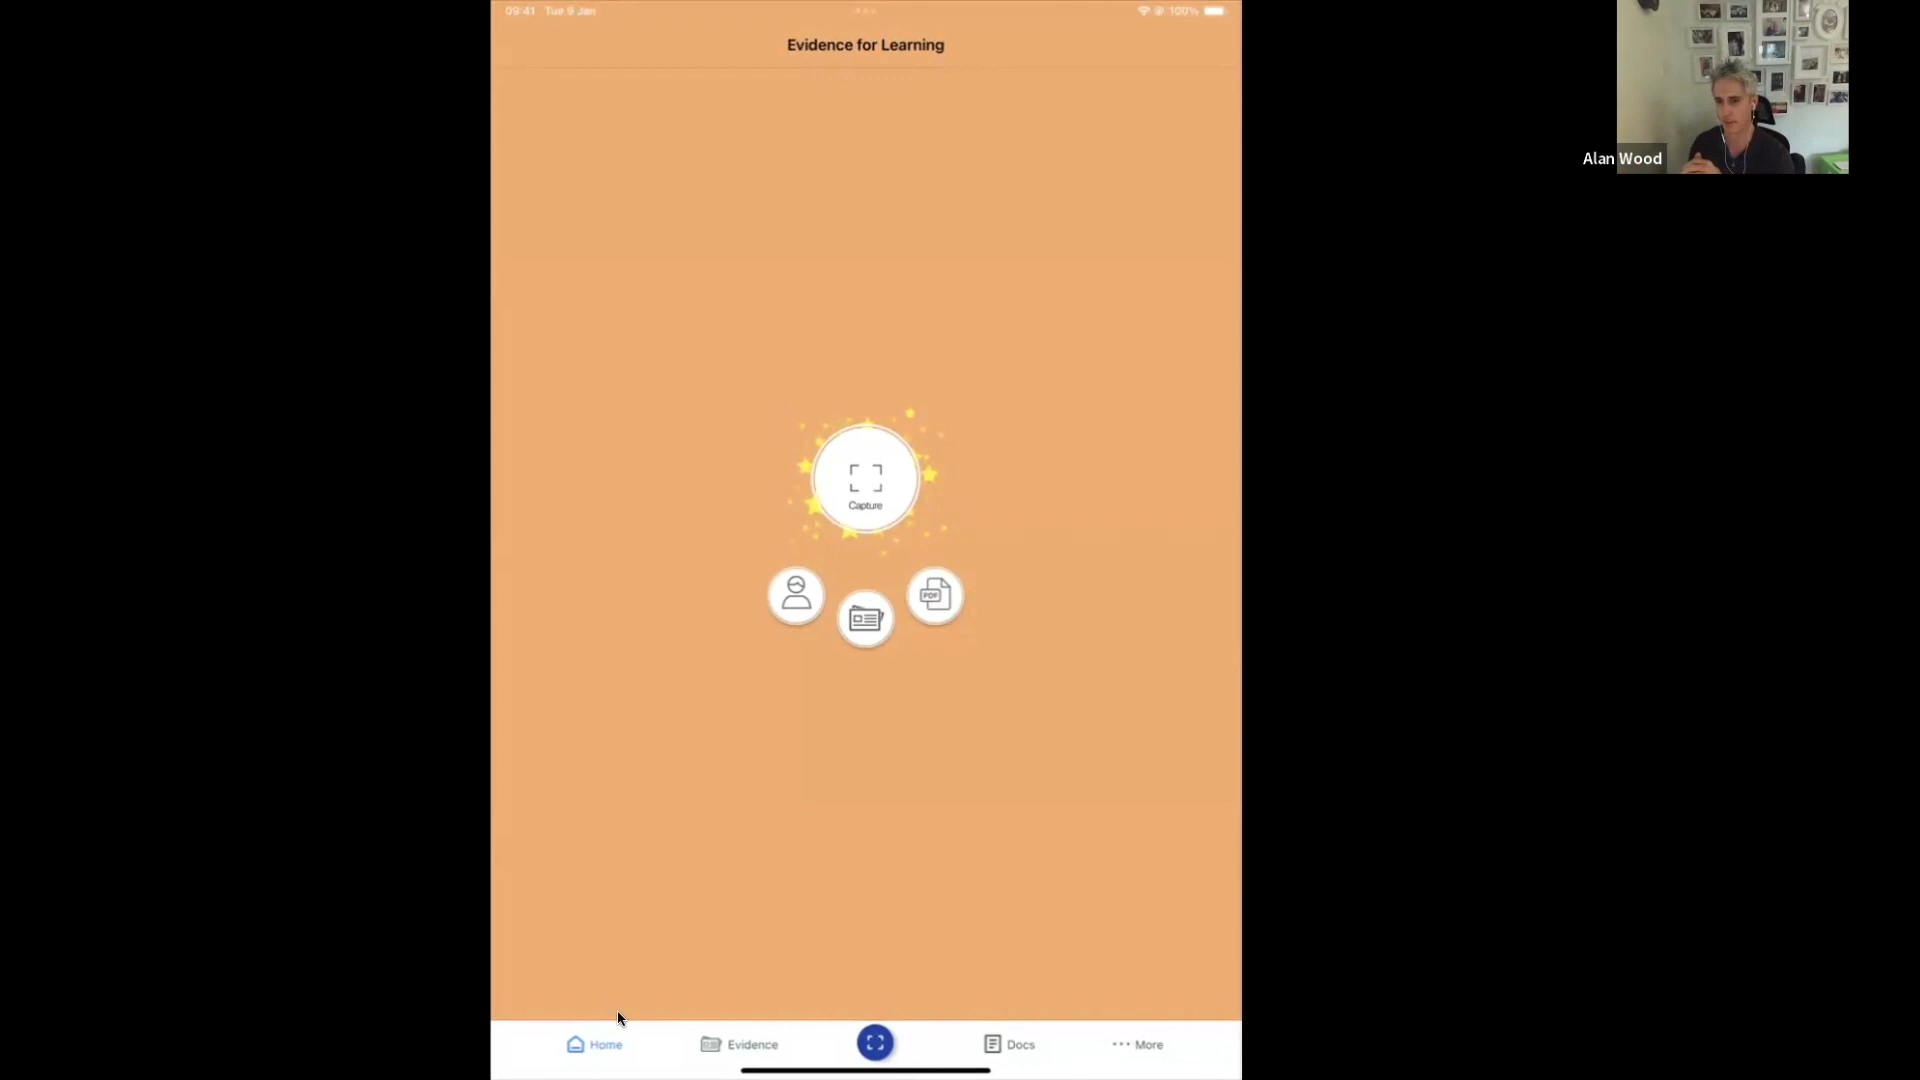 09:41 Tue 9 Jan
100%
Evidence for Learning
Alan Wood
Capture
PDF
Home
Evidence
Docs
More